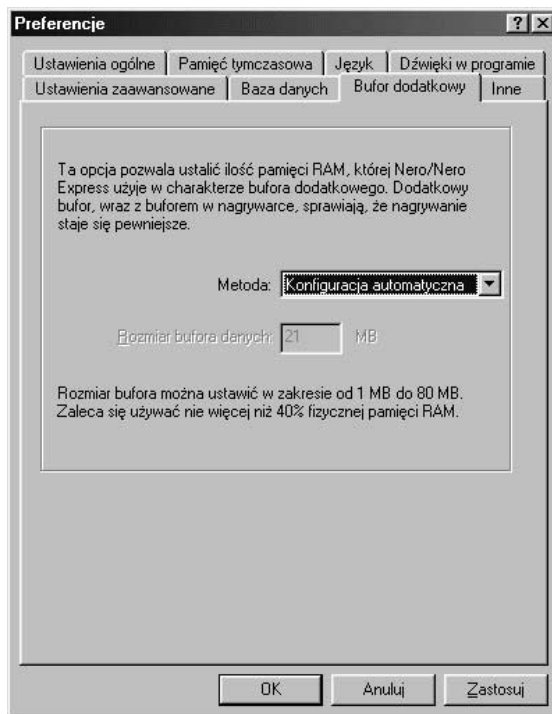 Preferencje
Ustawienia ogólne Pamięć tymczasowa Język Dźwięki w programie
Ustawienia zaawansowane Baza danych Bufor dodatkowy Inne
Ta opcja pozwala ustalić ilość pamięci RAM, której Nero/Nero
Express użyje w charakterze bufora dodatkowego. Dodatkowy
bufor, wraz z buforem w nagrywarce, sprawiają, że nagrywanie
staje się pewniejsze.
Metoda: Konfiguracja automatyczna
Rozmiar bufora danych: 21 MB
Rozmiar bufora można ustawić w zakresie od 1 MB do 80 MB.
Zaleca się używać nie więcej niż 40% fizycznej pamięci RAM.
OK Anuluj Zastosuj